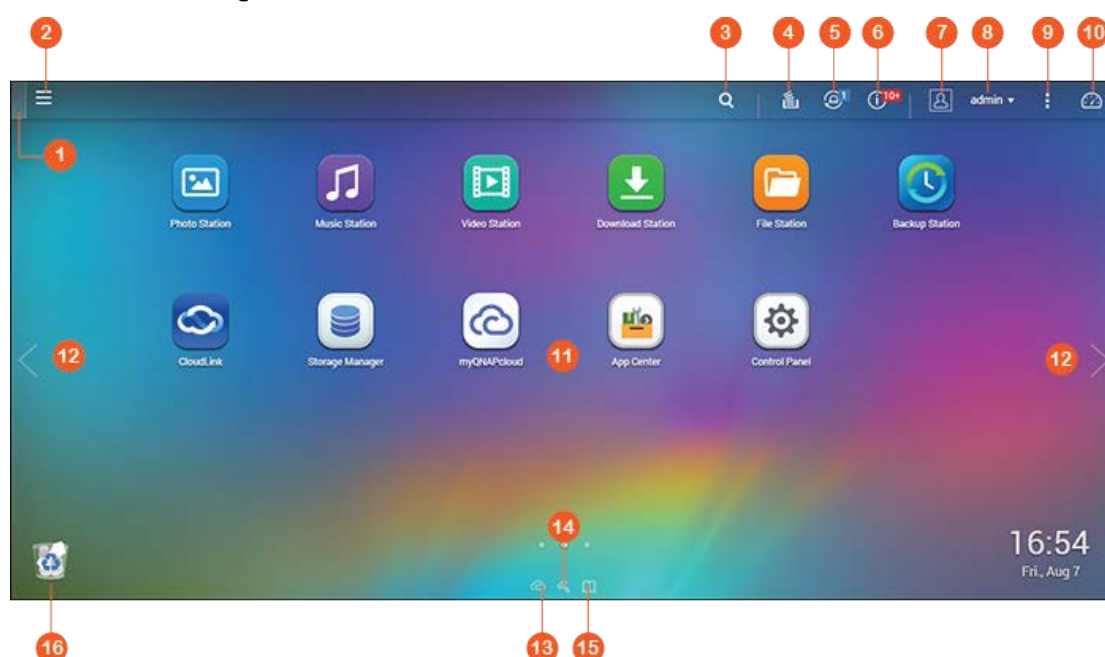 2 3 4 5 6 7 8 9 10
1 10+
admin
1
Photo Station Music Station Video Station Download Station File Station Backup Station
12 11 12
CloudLink Storage Manager myQNAPcloud App Center Control Panel
14
16:54
Fri., Aug 7
16 13 15